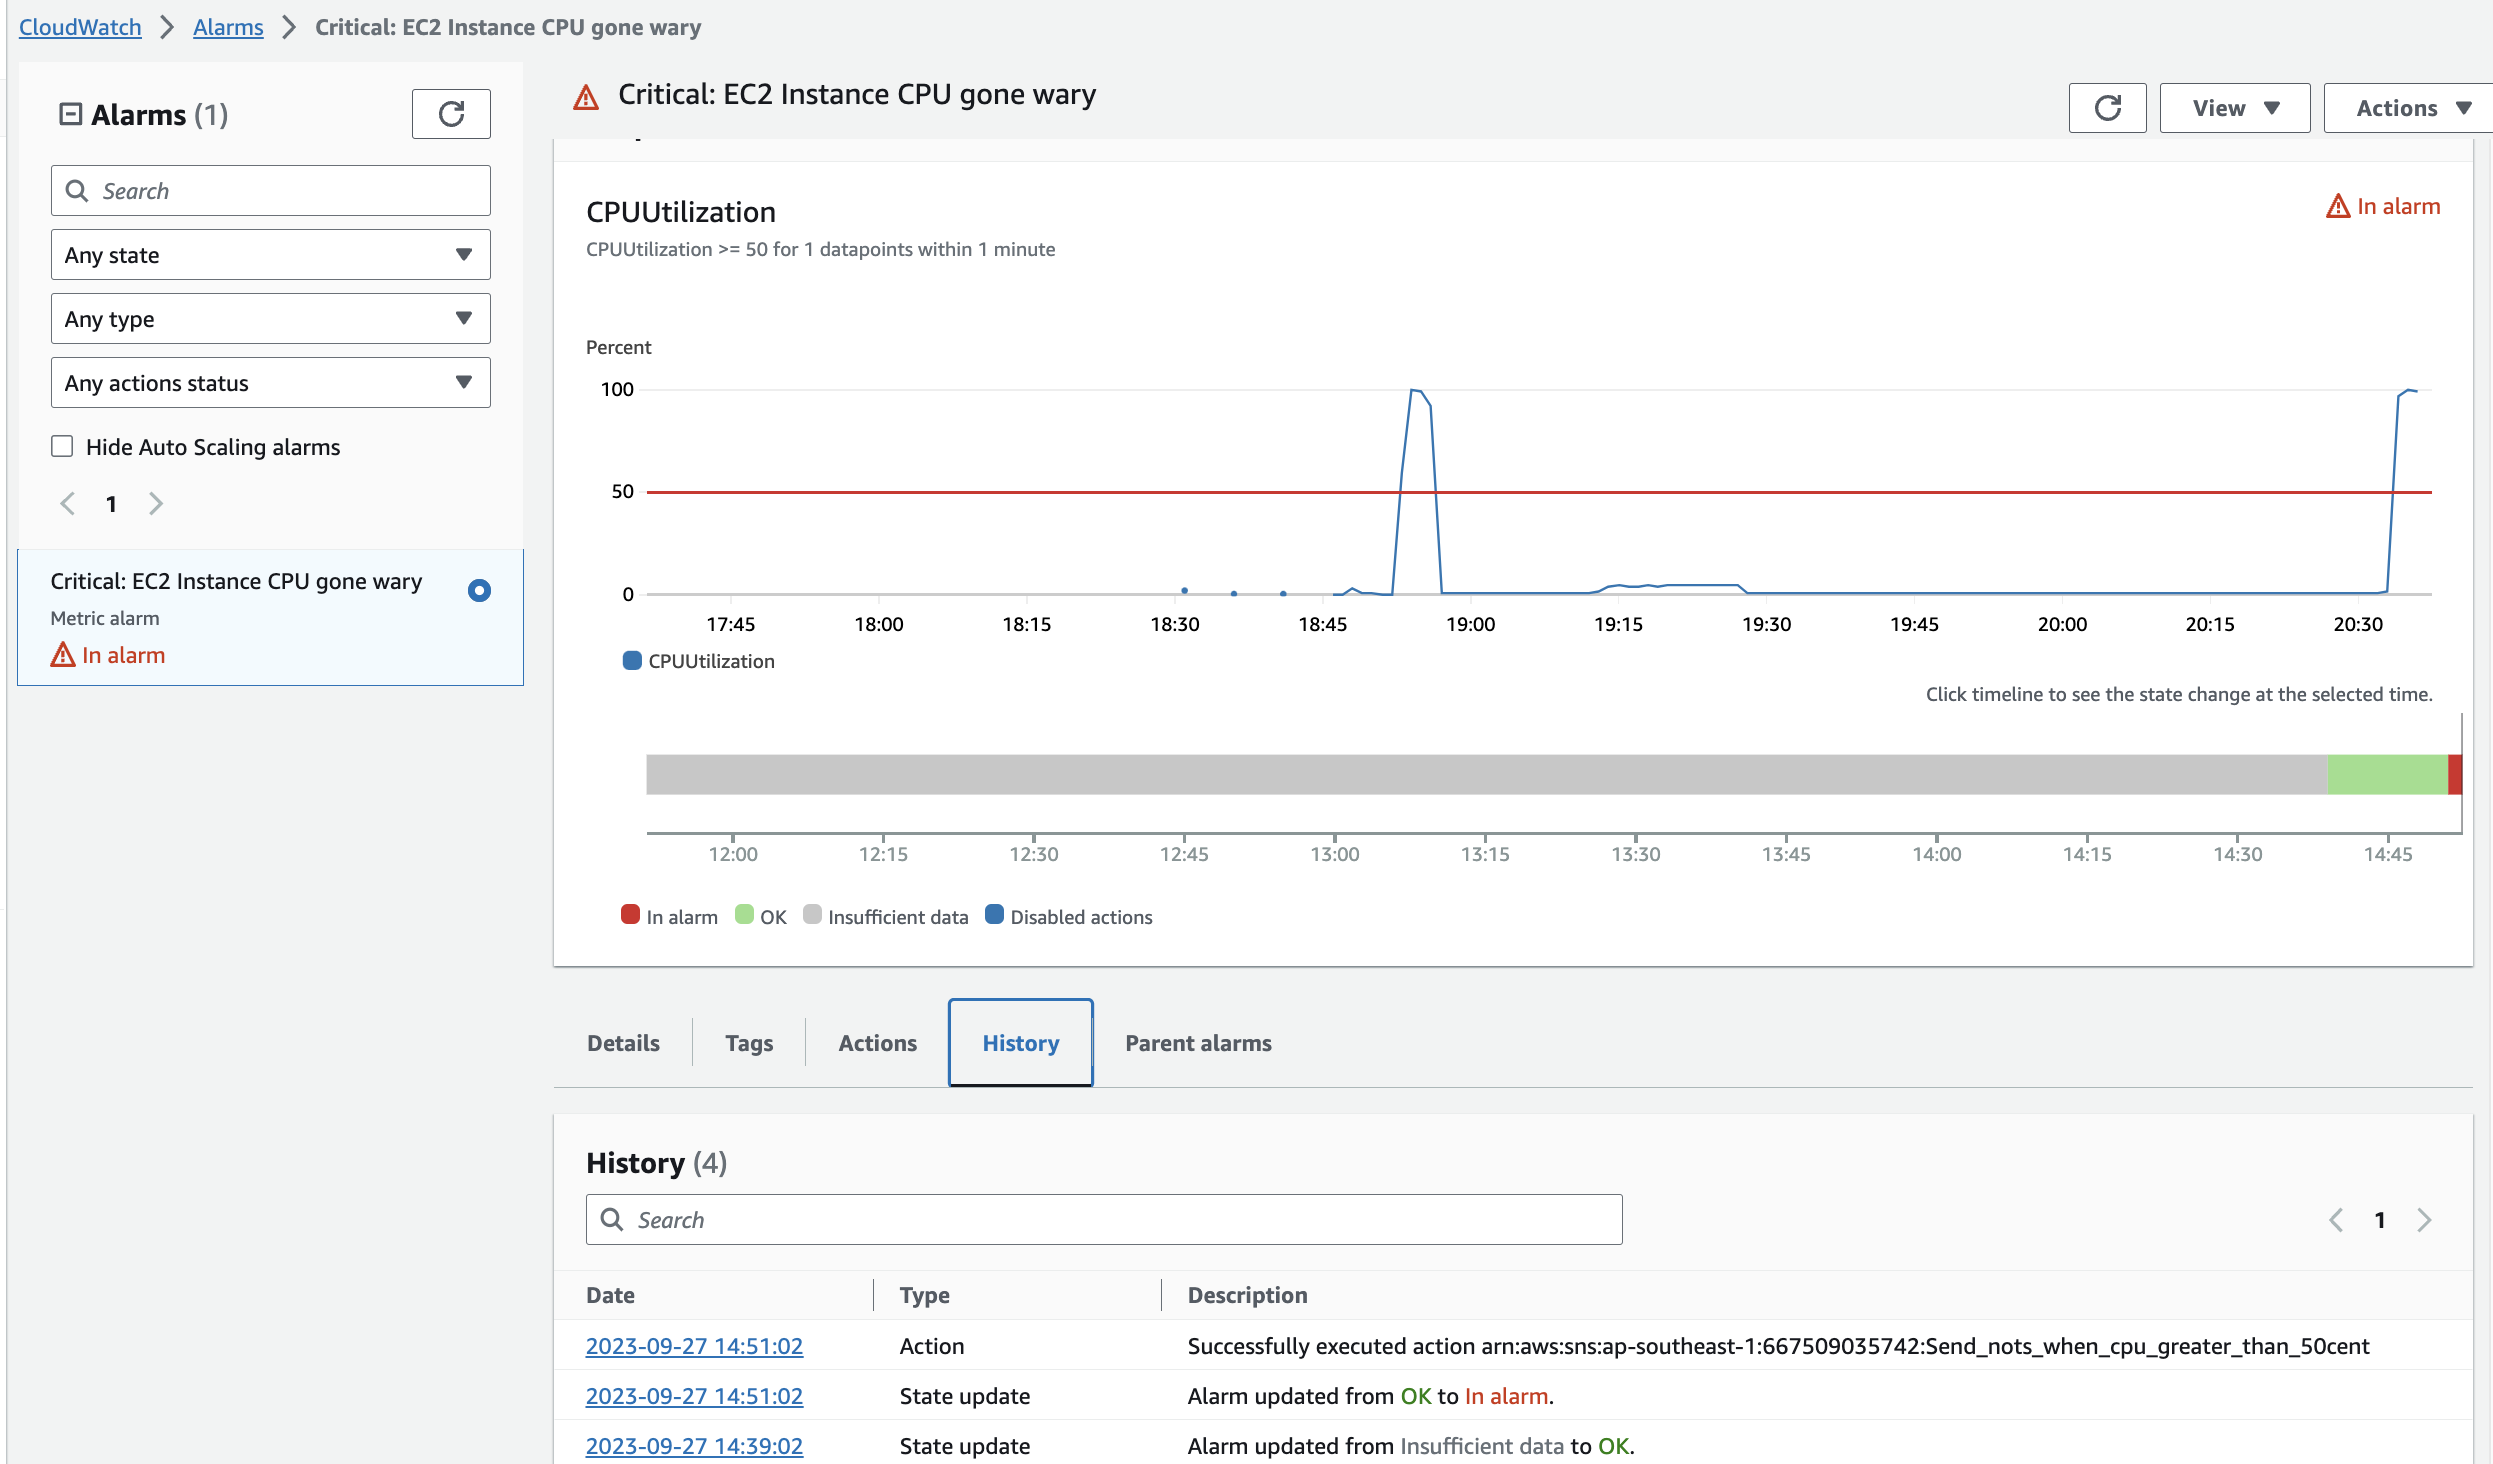 CloudWatch > Alarms > Critical: EC2 Instance CPU gone wary
Alarms (1)
Search
Any state
Any type
Any actions status
Hide Auto Scaling alarms
1
Critical: EC2 Instance CPU gone wary
Metric alarm
In alarm
Critical: EC2 Instance CPU gone wary
View
Actions
CPUUtilization
In alarm
CPUUtilization >= 50 for 1 datapoints within 1 minute
Percent
100
50
0
17:45 18:00 18:15 18:30 18:45 19:00 19:15 19:30 19:45 20:00 20:15 20:30
CPUUtilization
Click timeline to see the state change at the selected time.
12:00 12:15 12:30 12:45 13:00 13:15 13:30 13:45 14:00 14:15 14:30 14:45
In alarm OK Insufficient data Disabled actions
Details Tags Actions History Parent alarms
History (4)
Search
1
Date Type Description
2023-09-27 14:51:02 Action Successfully executed action arn:aws:sns:ap-southeast-1:667509035742:Send_nots_when_cpu_greater_than_50cent
2023-09-27 14:51:02 State update Alarm updated from OK to In alarm.
2023-09-27 14:39:02 State update Alarm updated from Insufficient data to OK.